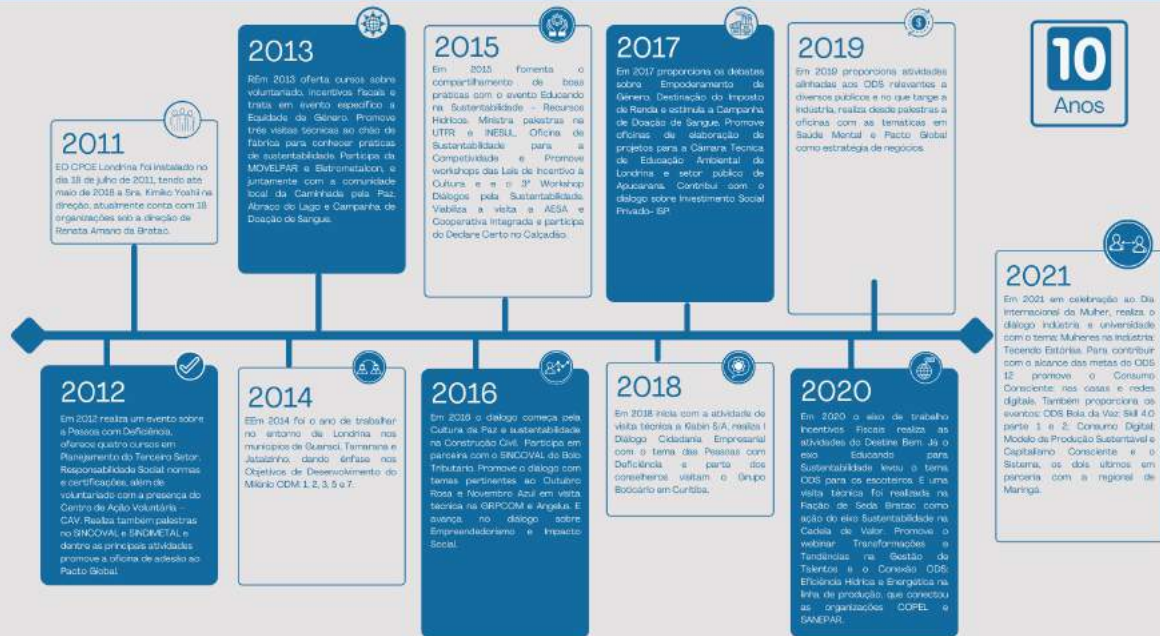 2011
EO CPCE Londrina foi instalado no
dia 18 de julho de 2011, tendo ate
maio de 2018 a Sra. Kimiko Yoshii na
direção, atualmente conta com 18
organizações sob a direção de
Renata Amano da Bratac.
2012
Em 2012 realiza um evento sobre
a Pessoa com Deficiência,
oferece quatro cursos em
Planejamento do Terceiro Setor,
Responsabilidade Social: normas
e certificações, além de
voluntariado com a presença do
Centro de Ação Voluntária –
CAV. Realiza também palestras
no SINCOVAL e SINDIMETAL e
dentre as principais atividades
promove a oficina de adesão ao
Pacto Global
2013
REm 2013 oferta cursos sobre
voluntariado, incentivos fiscais e
trata em evento específico a
Equidade de Gênero. Promove
três visitas técnicas ao chão de
fábrica para conhecer práticas
de sustentabilidade. Participa da
MOVELPAR e Eletrometalcon, e
juntamente com a comunidade
local da Caminhada pela Paz,
Abraço do Lago e Campanha de
Doação de Sangue.
2014
EEm 2014 foi o ano de trabalhar
no entorno de Londrina nos
municípios de Guaraci, Tamarana e
Jataizinho, dando ênfase nos
Objetivos de Desenvolvimento do
Milênio ODM: 1, 2, 3, 5 e 7.
2015
Em 2015 fomenta o
compartilhamento de boas
práticas com o evento Educando
na Sustentabilidade – Recursos
Hídricos. Ministra palestras na
UTFR e INESUL, Oficina de
Sustentabilidade para a
Competividade e Promove
workshops das Leis de Incentivo à
Cultura e e o 3º Workshop
Diálogos pela Sustentabilidade.
Viabiliza a visita a AESA e
Cooperativa Integrada e participa
do Declare Certo no Calçadão.
2016
Em 2016 o dialogo começa pela
Cultura da Paz e sustentabilidade
na Construção Civil. Participa em
parceria com o SINCOVAL do Bolo
Tributário. Promove o diálogo com
temas pertinentes ao Outubro
Rosa e Novembro Azul em visita
técnica na GRPCOM e Angelus. E
avança no diálogo sobre
Empreendedorismo e Impacto
Social.
2017
Em 2017 proporciona os debates
sobre Empoderamento de
Gênero, Destinação do Imposto
de Renda e estimula a Campanha
de Doação de Sangue. Promove
oficinas de elaboração de
projetos para a Câmara Tecnica
de Educação Ambiental de
Londrina e setor público de
Apucarana. Contribui com o
dialogo sobre Investimento Social
Privado- ISP
2018
Em 2018 inicia com a atividade de
visita técnica a Klabin S/A, realiza I
Dialogo Cidadania Empresarial
com o tema das Pessoas com
Deficiência e parte dos
conselheiros visitam o Grupo
Boticário em Curitiba.
2019
Em 2019 proporciona atividades
alinhadas aos ODS relevantes a
diversos públicos e no que tange a
indústria, realiza desde palestras a
oficinas com as temáticas em
Saúde Mental e Pacto Global
como estratégia de negócios.
2020
Em 2020 o eixo de trabalho
Incentivos Fiscais realiza as
atividades do Destine Bem. Já o
eixo Educando para
Sustentabilidade levou o tema
ODS para os escoteiros. E uma
visita técnica foi realizada na
Fiação de Seda Bratac como
ação do eixo Sustentabilidade na
Cadeia de Valor. Promove o
webinar Transformações e
Tendências na Gestão de
Talentos e o Conexão ODS:
Eficiência Hídrica e Energética na
linha de produção, que conectou
as organizações COPEL e
SANEPAR.
2021
Em 2021 em celebração ao Dia
Internacional da Mulher, realiza o
diálogo indústria e universidade
com o tema: Mulheres na Indústria:
Tecendo Estórias. Para contribuir
com o alcance das metas do ODS
12 promove o Consumo
Consciente: nas casas e redes
digitais. Também proporciona os
eventos: ODS Bola da Vez: Skill 4.0
parte 1 e 2; Consumo Digital;
Modelo de Produção Sustentável e
Capitalismo Consciente e o
Sistema, os dois últimos em
parceria com a regional de
Maringá.
10
Anos